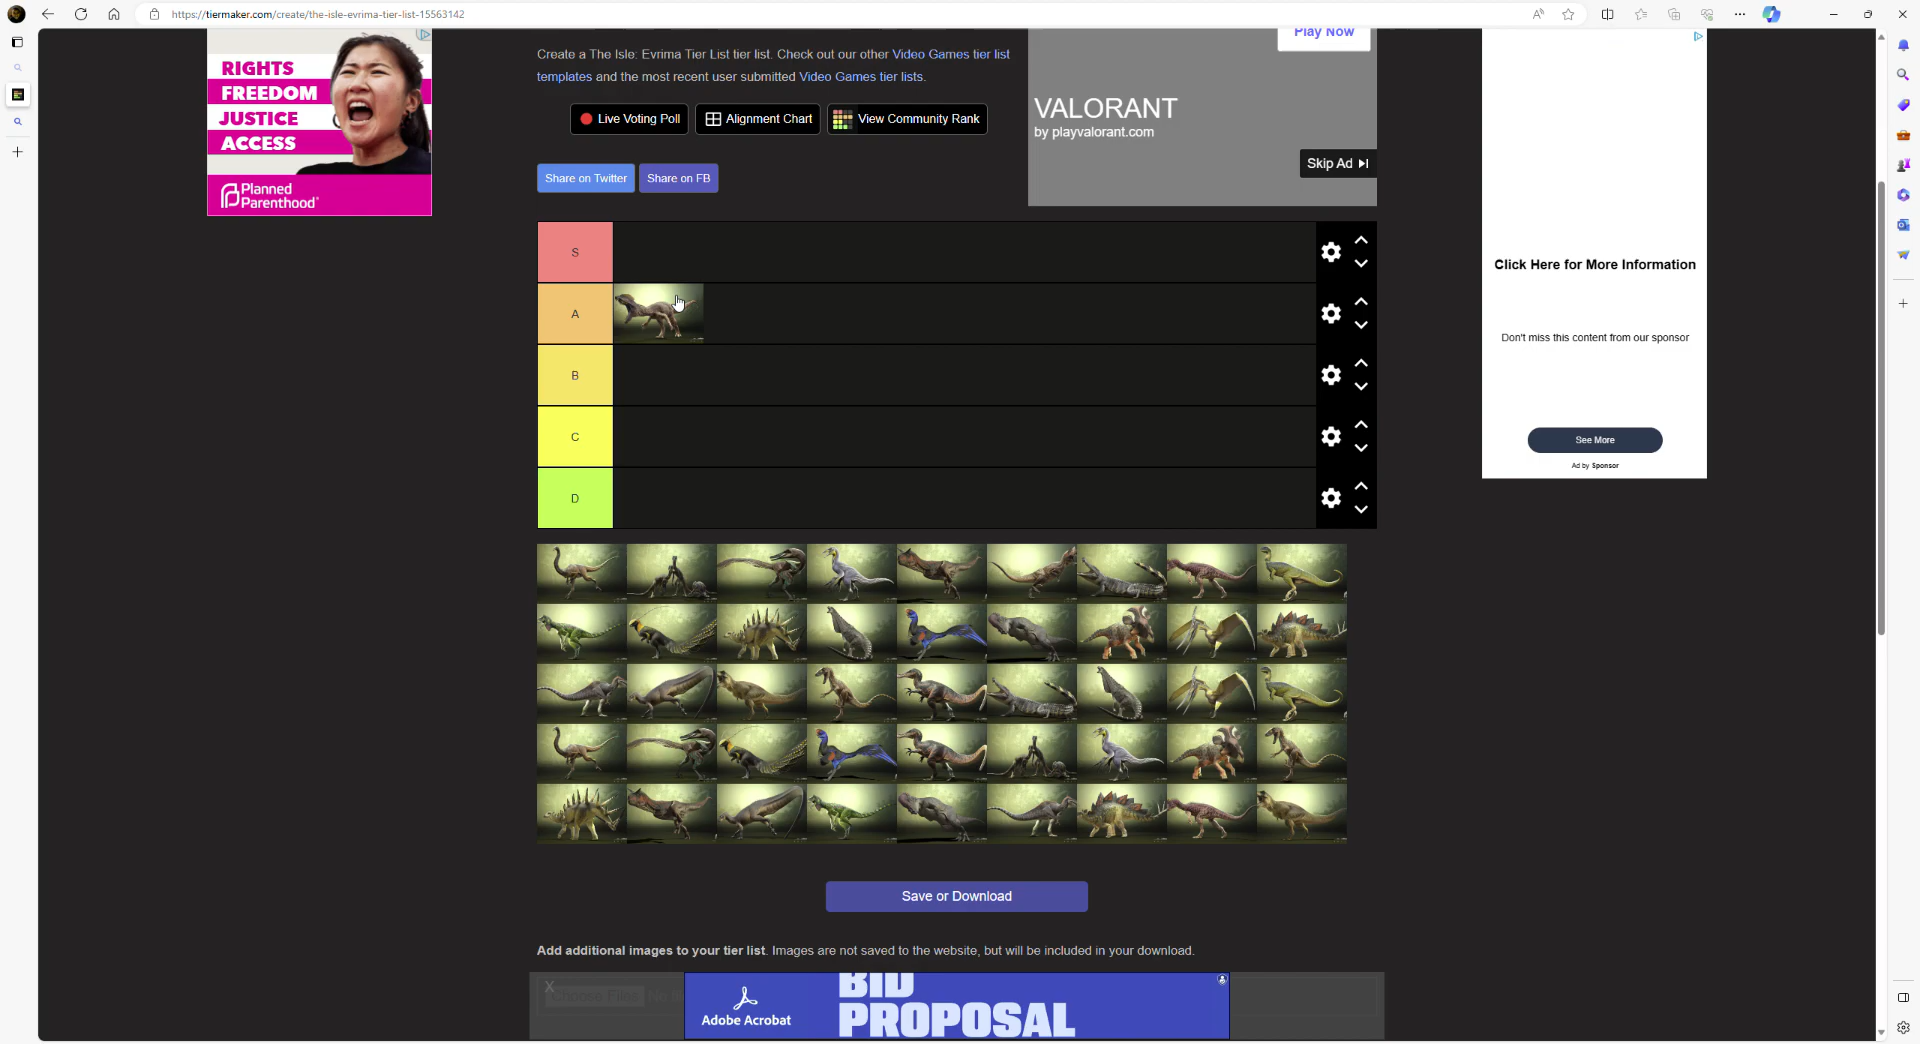 https://tiermaker.com/create/the-isle-evrima-tier-list-15563142
RIGHTS
FREEDOM
JUSTICE
ACCESS
Planned
Parenthood®
Create a The Isle: Evrima Tier List tier list. Check out our other Video Games tier list
templates and the most recent user submitted Video Games tier lists.
Live Voting Poll
Alignment Chart
View Community Rank
Share on Twitter
Share on FB
Play Now
VALORANT
by playvalorant.com
Skip Ad
S
A
B
C
D
Click Here for More Information
Don't miss this content from our sponsor
See More
Ad by Sponsor
Save or Download
Add additional images to your tier list. Images are not saved to the website, but will be included in your download.
X
Choose Files
Adobe Acrobat
BID
PROPOSAL